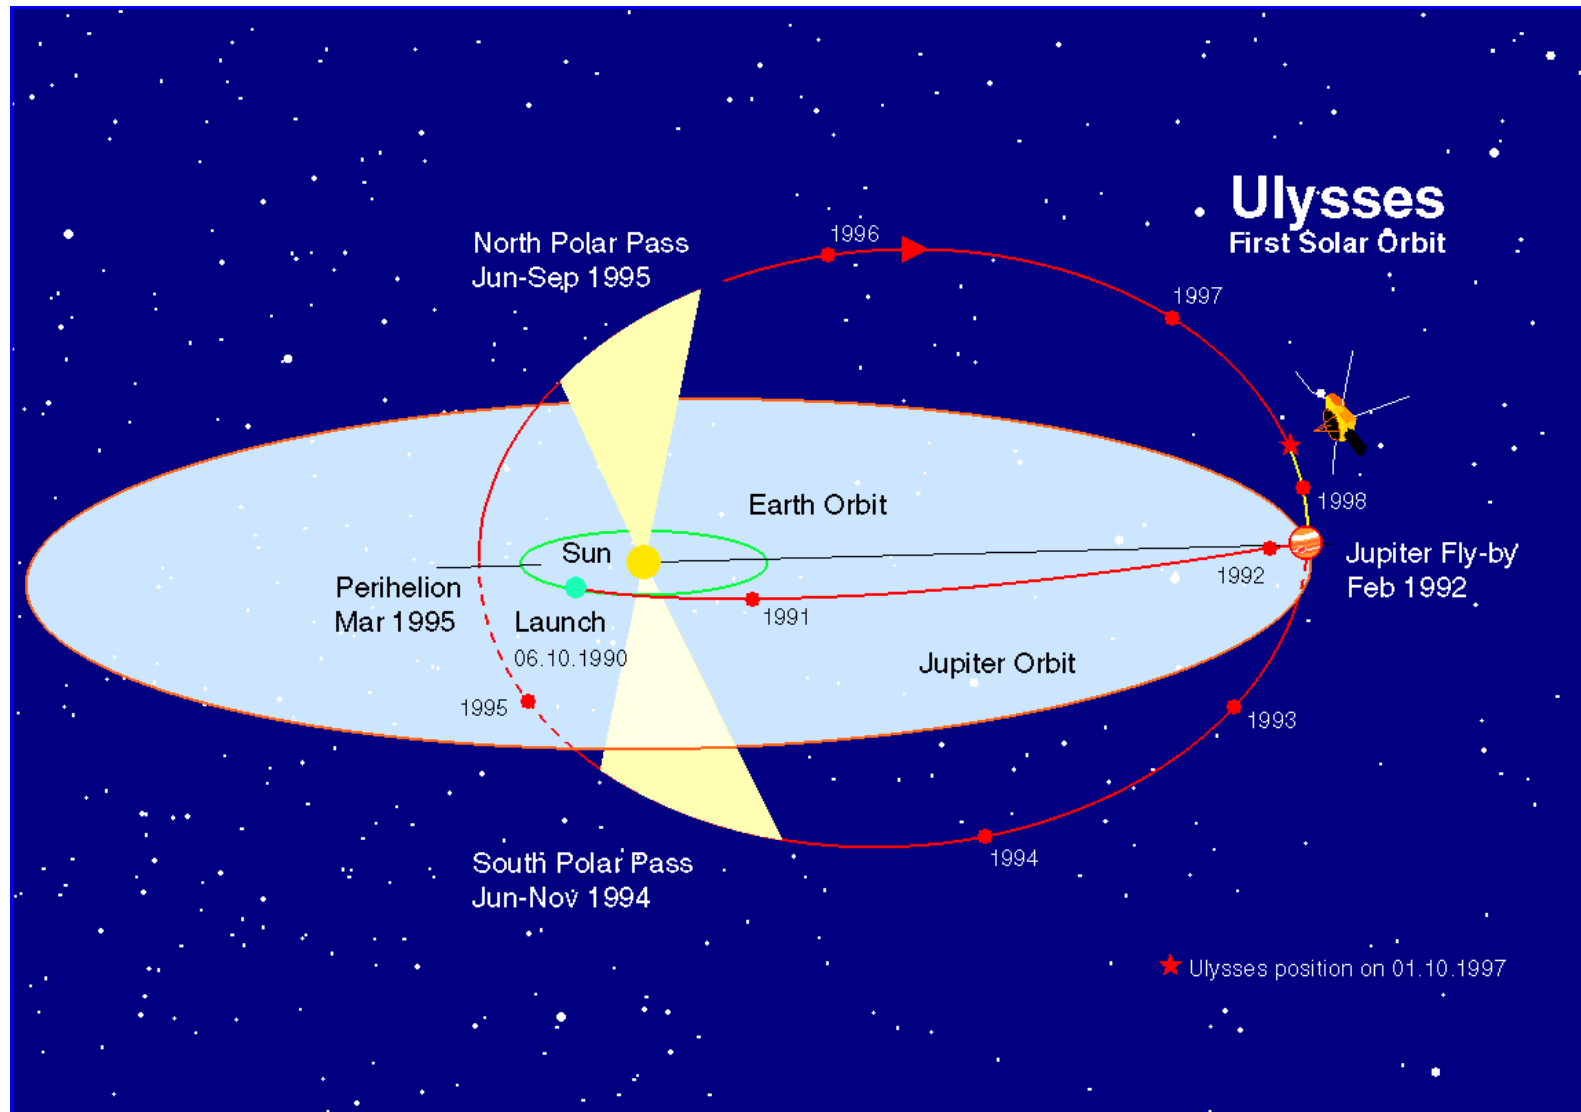 Ulysses
First Solar Orbit
North Polar Pass
Jun-Sep 1995
1996
1997
1998
Earth Orbit
Sun
Jupiter Fly-by
Feb 1992
1992
Perihelion
Mar 1995
Launch
06.10.1990
1991
Jupiter Orbit
1995
1993
South Polar Pass
Jun-Nov 1994
1994
Ulysses position on 01.10.1997